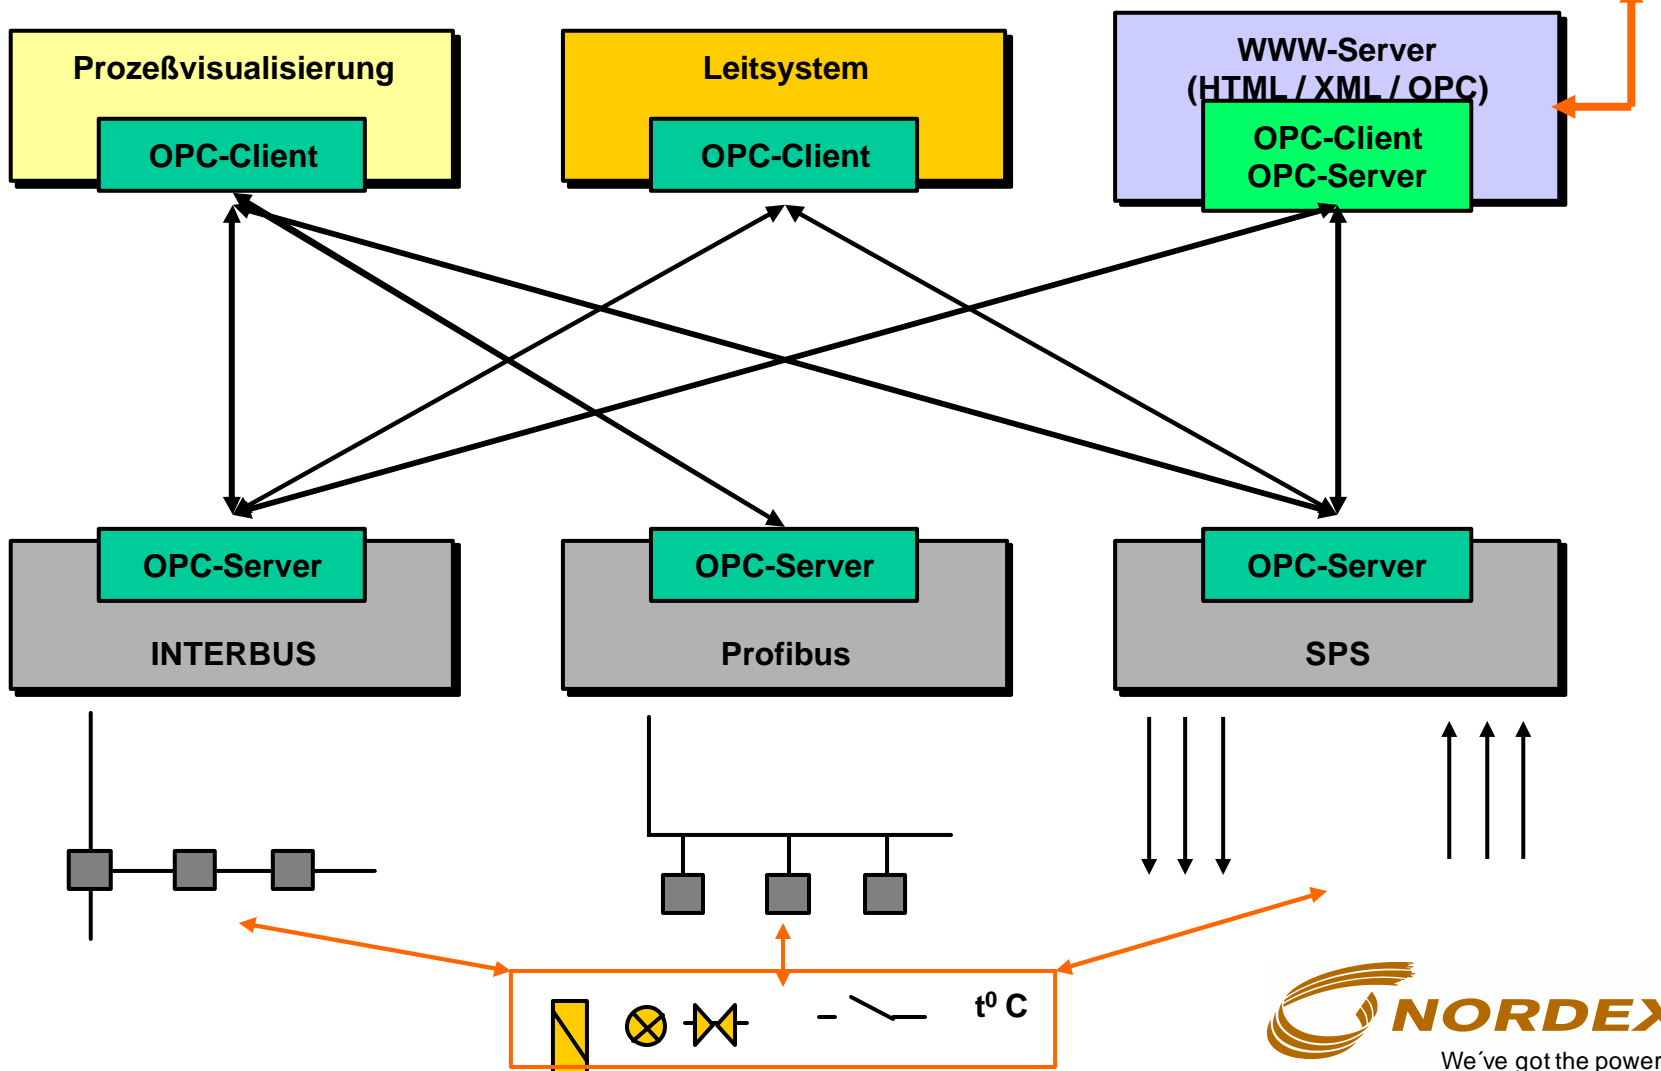 Prozeßvisualisierung
OPC-Client
Leitsystem
OPC-Client
WWW-Server
(HTML / XML / OPC)
OPC-Client
OPC-Server
OPC-Server
INTERBUS
OPC-Server
Profibus
OPC-Server
SPS
t⁰ C
NORDEX
We´ve got the power